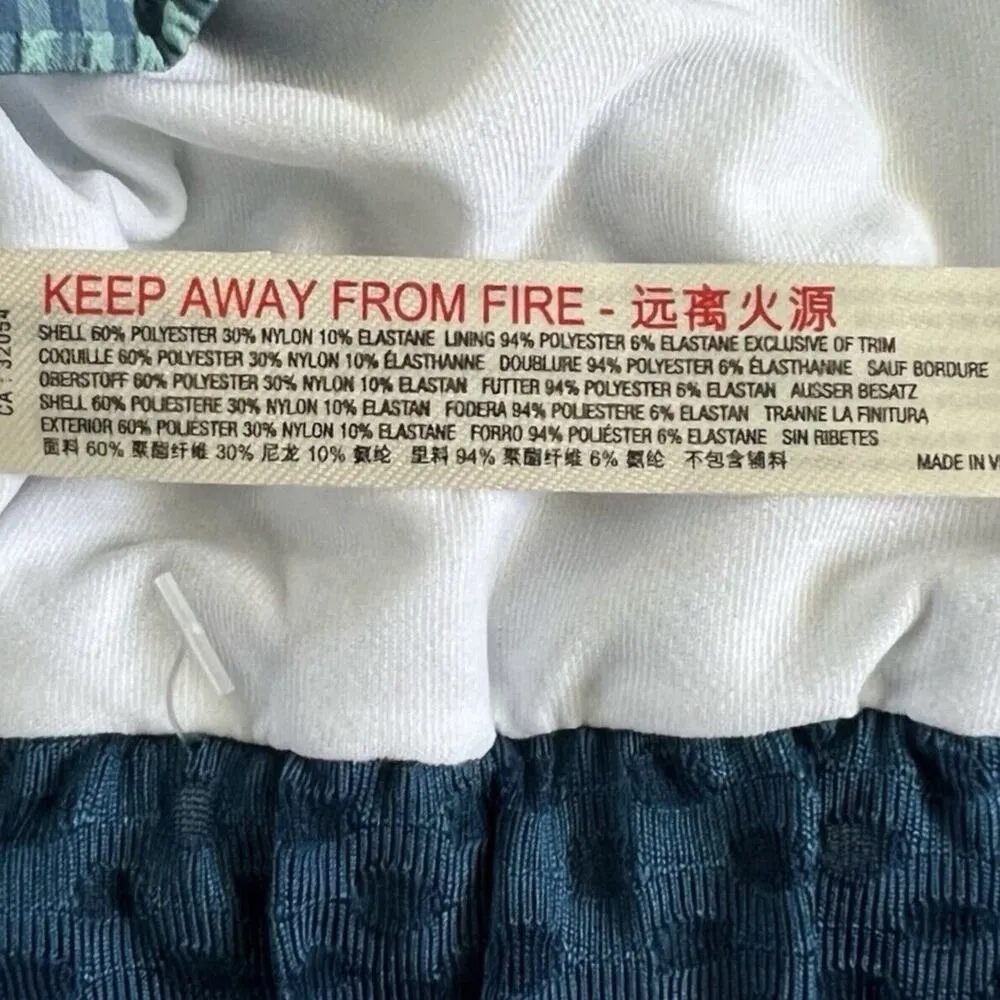 KEEP AWAY FROM FIRE - 远离火源
SHELL 60% POLYESTER 30% NYLON 10% ELASTANE LINING 94% POLYESTER 6% ELASTANE EXCLUSIVE OF TRIM
COQUILLE 60% POLYESTER 30% NYLON 10% ÉLASTHANNE DOUBLURE 94% POLYESTER 6% ÉLASTHANNE SAUF BORDURE
OBERSTOFF 60% POLYESTER 30% NYLON 10% ELASTAN FUTTER 94% POLYESTER 6% ELASTAN AUSSER BESATZ
SHELL 60% POLIESTERE 30% NYLON 10% ELASTAN FODERA 94% POLIESTERE 6% ELASTAN TRANNE LA FINITURA
EXTERIOR 60% POLIÉSTER 30% NYLON 10% ELASTANE FORRO 94% POLIÉSTER 6% ELASTANE SIN RIBETES
面料 60% 聚酯纤维 30% 尼龙 10% 氨纶 里料 94% 聚酯纤维 6% 氨纶 不包含辅料
MADE IN
CA : 32054